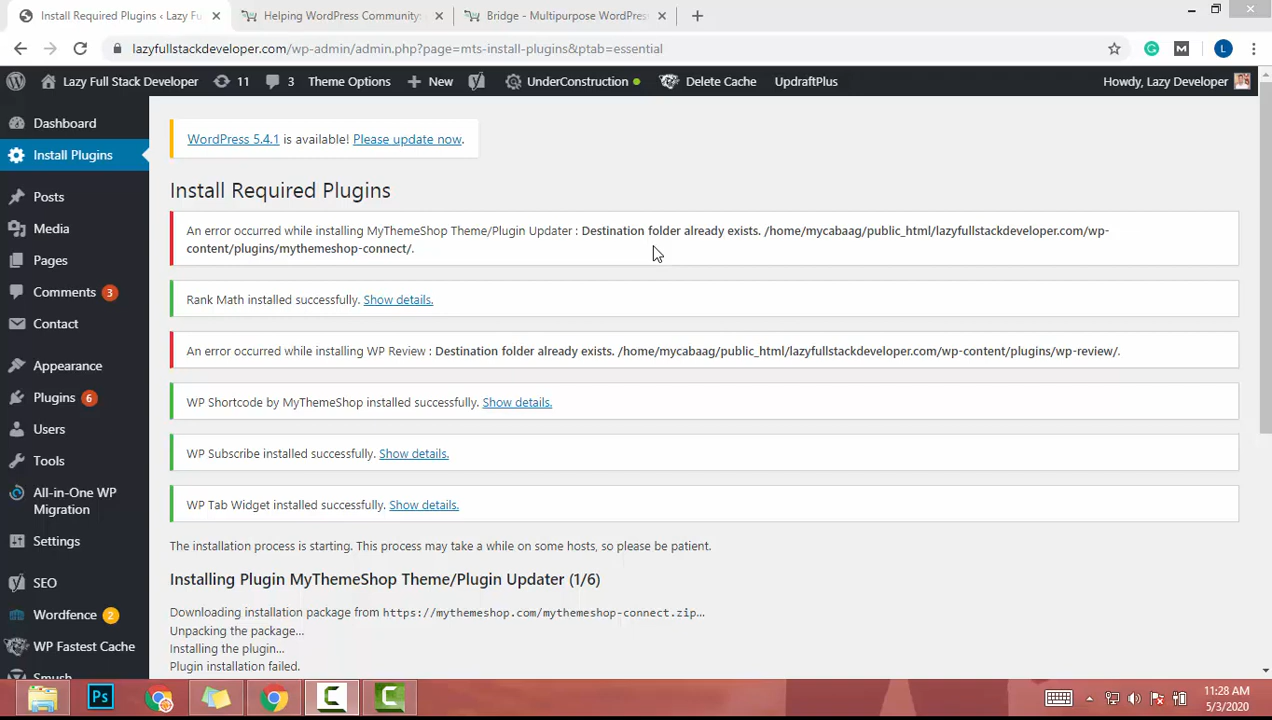 Install Required Plugins ‹ Lazy Fu
Helping WordPress Community:
Bridge - Multipurpose WordPres
lazyfullstackdeveloper.com/wp-admin/admin.php?page=mts-install-plugins&ptab=essential
M
L
Lazy Full Stack Developer
11
3
Theme Options
New
UnderConstruction
Delete Cache
UpdraftPlus
Howdy, Lazy Developer
Dashboard
Install Plugins
Posts
Media
Pages
Comments 3
Contact
Appearance
Plugins 6
Users
Tools
All-in-One WP
Migration
Settings
SEO
Wordfence 2
WP Fastest Cache
Smush
WordPress 5.4.1 is available! Please update now.
Install Required Plugins
An error occurred while installing MyThemeShop Theme/Plugin Updater : Destination folder already exists. /home/mycabaag/public_html/lazyfullstackdeveloper.com/wp-
content/plugins/mythemeshop-connect/.
Rank Math installed successfully. Show details.
An error occurred while installing WP Review : Destination folder already exists. /home/mycabaag/public_html/lazyfullstackdeveloper.com/wp-content/plugins/wp-review/.
WP Shortcode by MyThemeShop installed successfully. Show details.
WP Subscribe installed successfully. Show details.
WP Tab Widget installed successfully. Show details.
The installation process is starting. This process may take a while on some hosts, so please be patient.
Installing Plugin MyThemeShop Theme/Plugin Updater (1/6)
Downloading installation package from https://mythemeshop.com/mythemeshop-connect.zip…
Unpacking the package…
Installing the plugin…
Plugin installation failed.
Ps
11:28 AM
5/3/2020